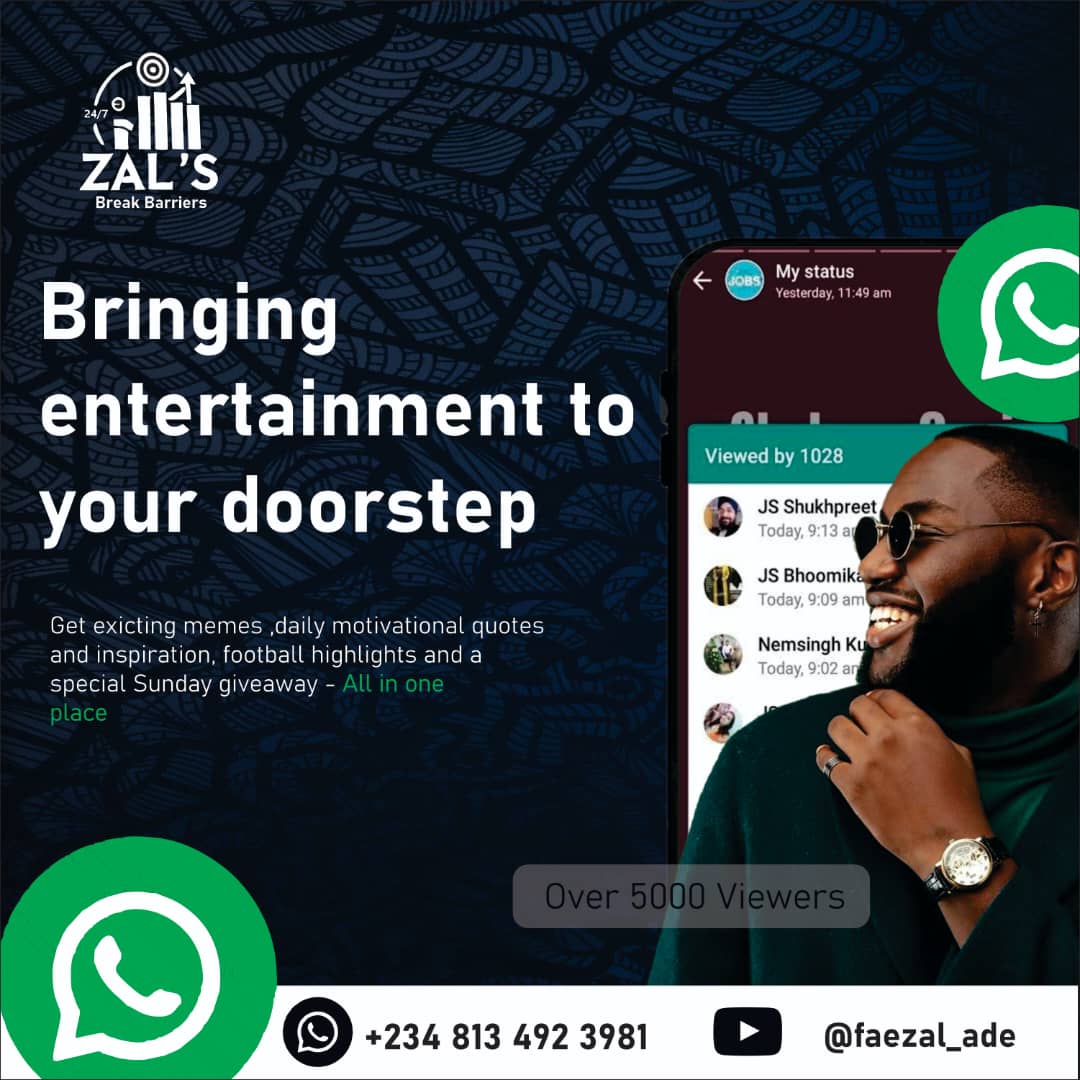 24/7
ZAL'S
Break Barriers
Bringing
entertainment to
your doorstep
Get exicting memes ,daily motivational quotes
and inspiration, football highlights and a
special Sunday giveaway - All in one
place
JOBS
My status
Yesterday, 11:49 am
Viewed by 1028
JS Shukhpreet
Today, 9:13
JS Bhoomika
Today, 9:09 am
Nemsingh
Today, 9:02
Over 5000 Viewers
+234 813 492 3981
@faezal_ade